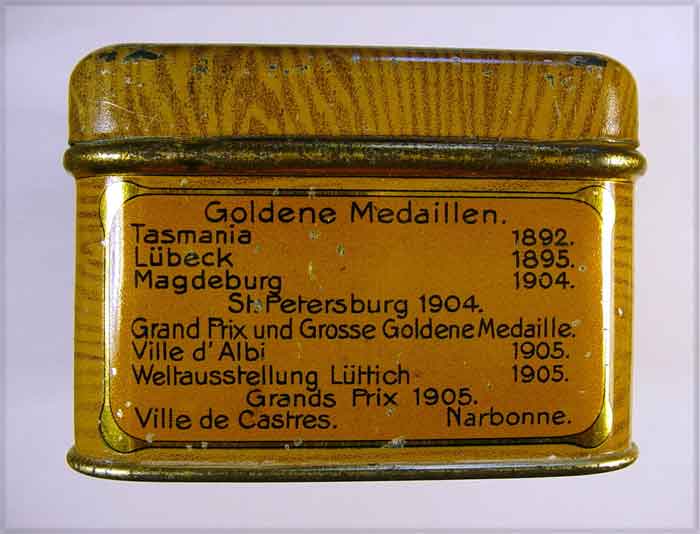 Goldene Medaillen.
Tasmania 1892.
Lübeck 1895.
Magdeburg 1904.
St. Petersburg 1904.
Grand Prix und Grosse Goldene Medaille.
Ville d'Albi 1905.
Weltausstellung Lüttich 1905.
Grands Prix 1905.
Ville de Castres. Narbonne.